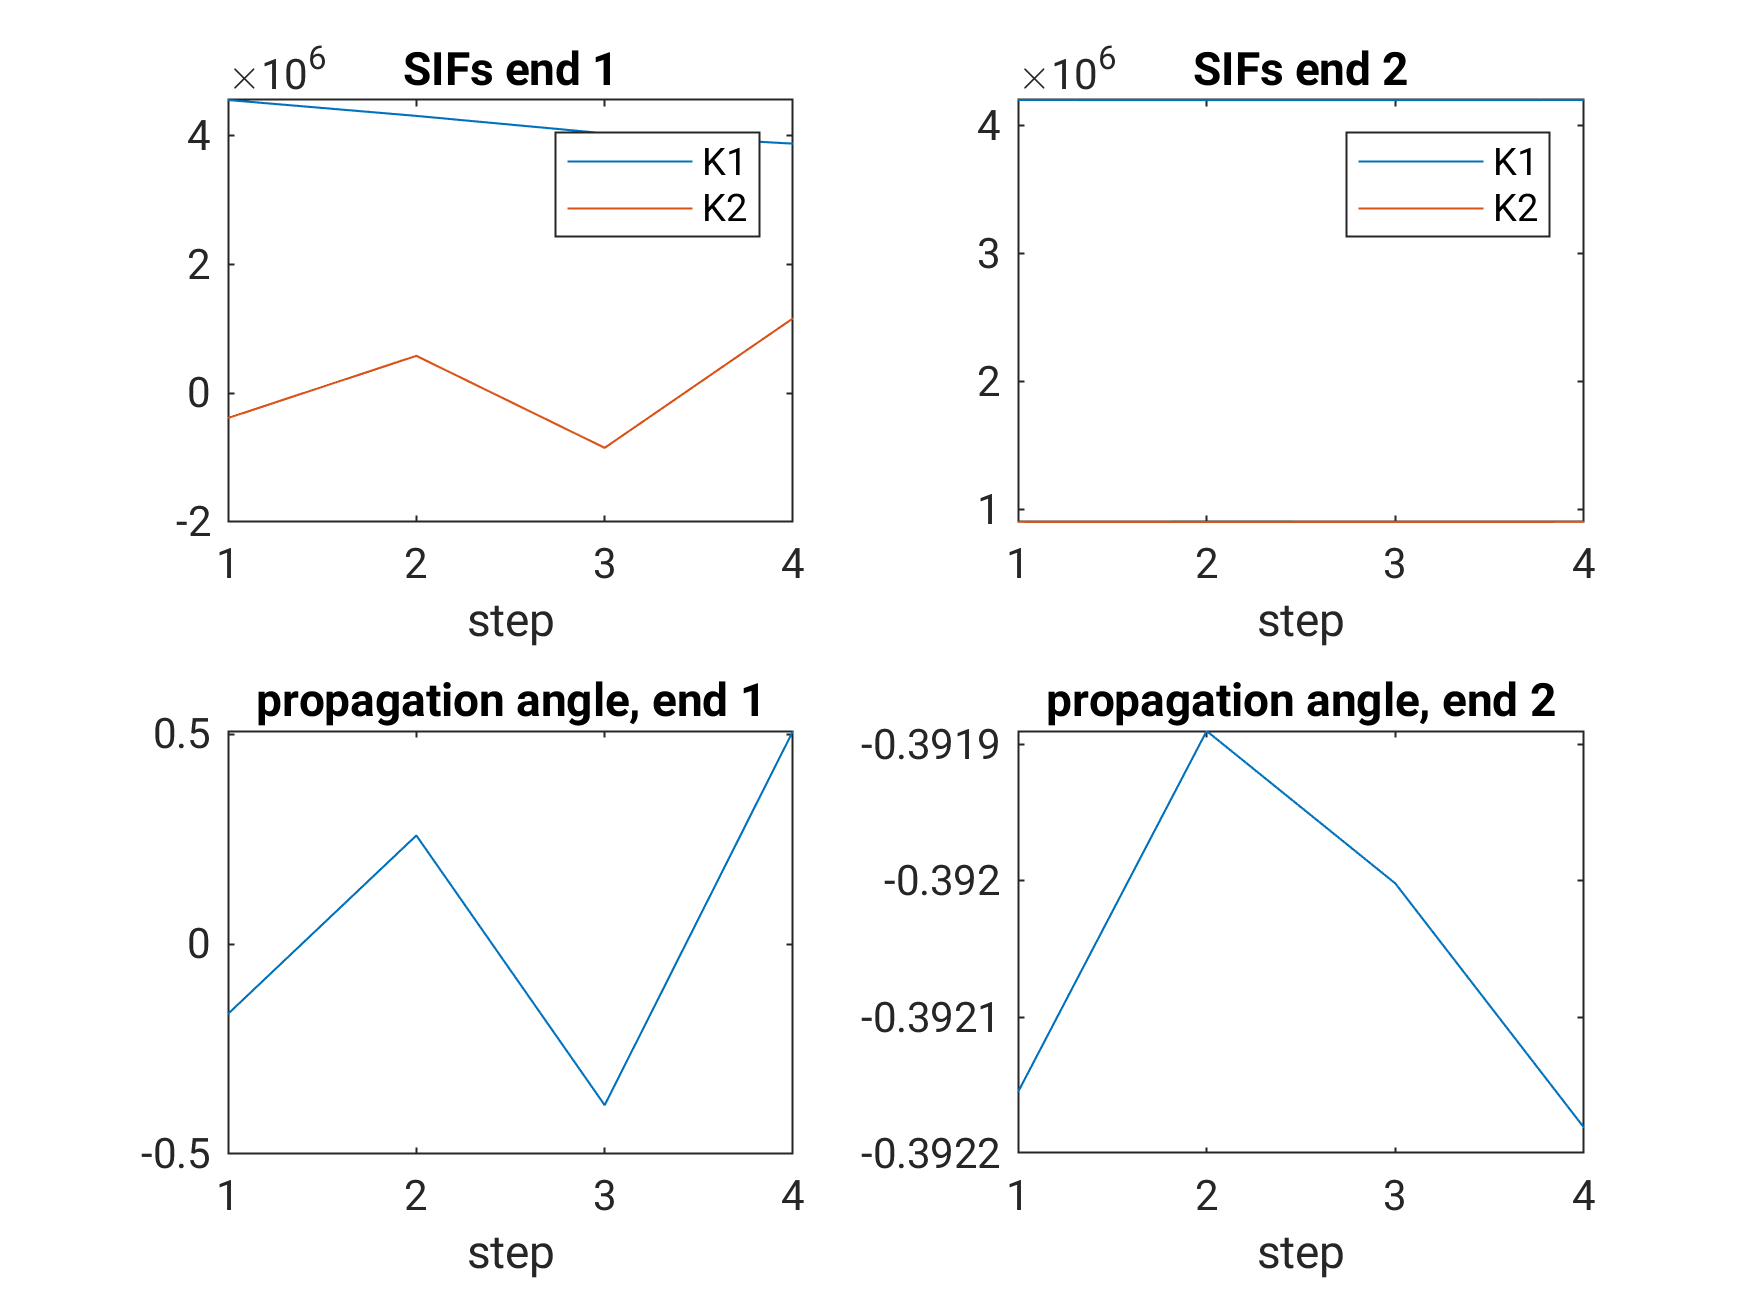 ×10^6 SIFs end 1
4
2
0
-2
1 2 3 4
step
K1
K2
×10^6 SIFs end 2
4
3
2
1
1 2 3 4
step
K1
K2
propagation angle, end 1
0.5
0
-0.5
1 2 3 4
step
propagation angle, end 2
-0.3919
-0.392
-0.3921
-0.3922
1 2 3 4
step